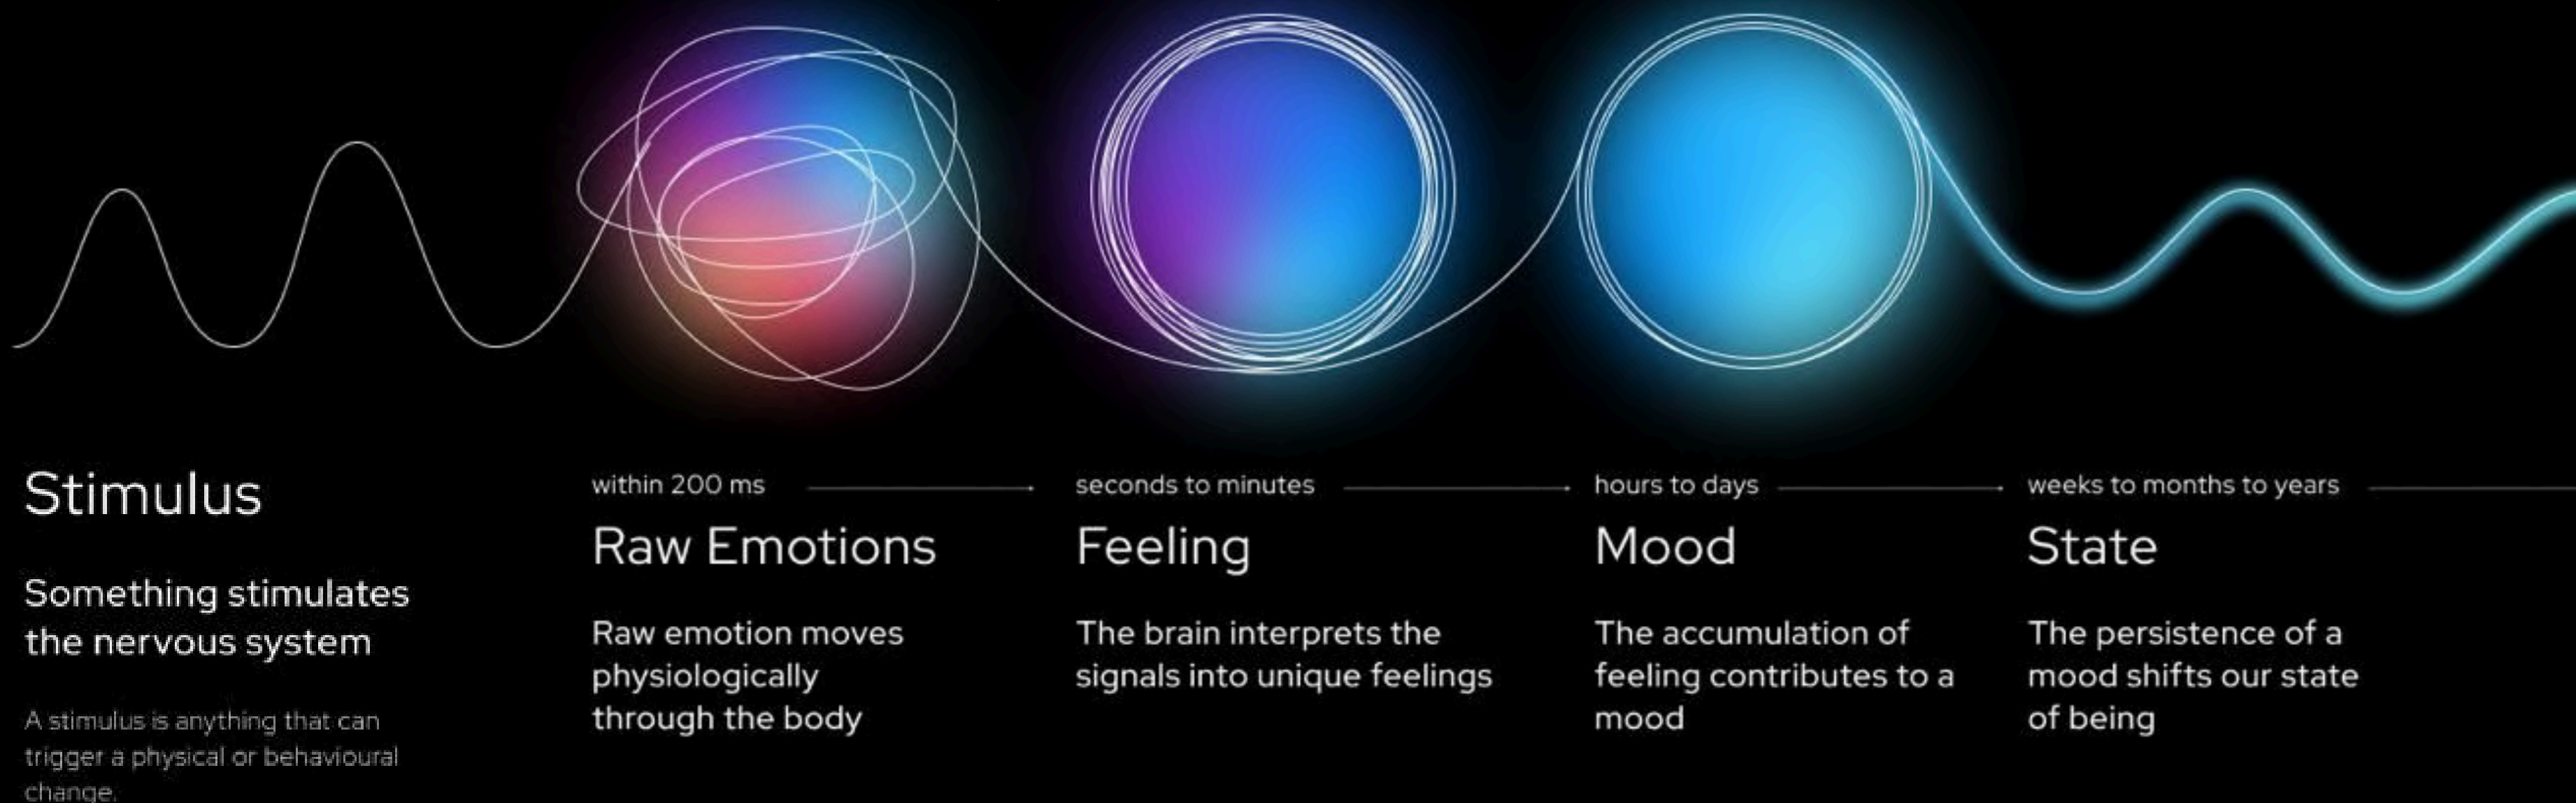 Stimulus
Something stimulates
the nervous system
A stimulus is anything that can
trigger a physical or behavioural
change.
within 200 ms
Raw Emotions
Raw emotion moves
physiologically
through the body
seconds to minutes
Feeling
The brain interprets the
signals into unique feelings
hours to days
Mood
The accumulation of
feeling contributes to a
mood
weeks to months to years
State
The persistence of a
mood shifts our state
of being